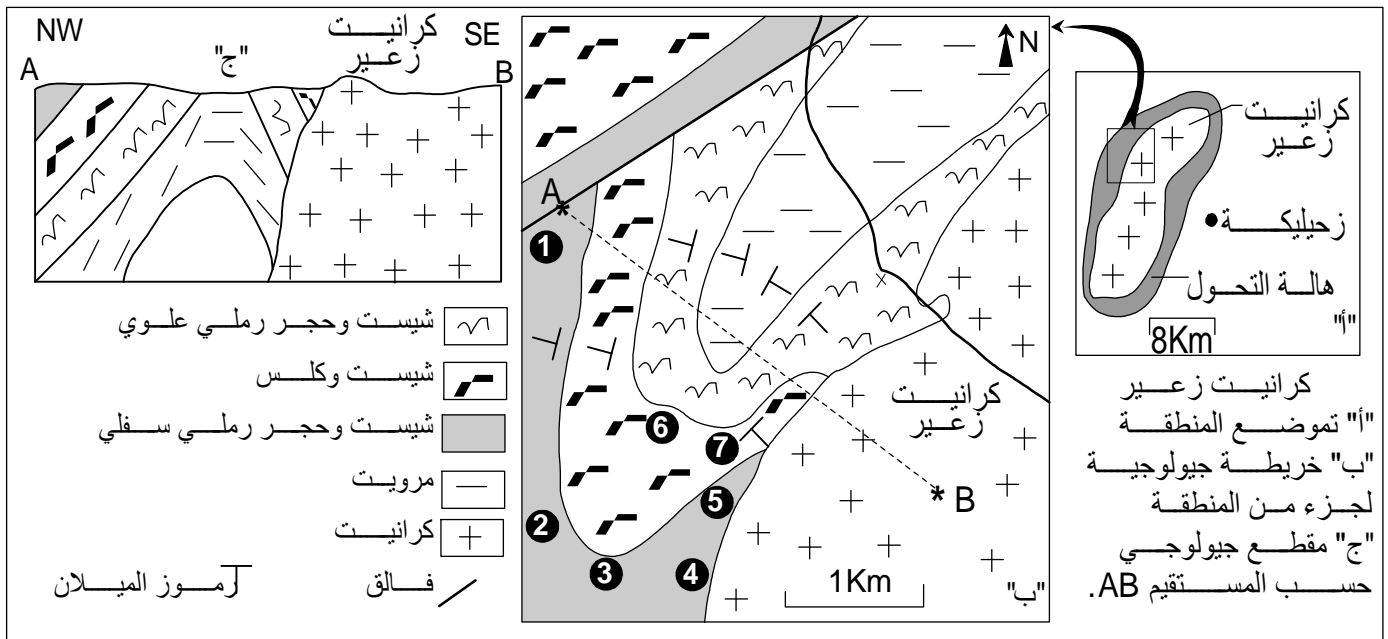 NW
كرانيت
زعير
SE
A
"ج"
B
شيست وحجر رملي علوي
شيست وكلس
شيست وحجر رملي سفلي
مرويت
كرانيت
فالق
رموز الميلان
N
A
1
6
7
2
5
3
4
كرانيت
زعير
B
1Km
"ب"
كرانيت
زعير
زحيليكة
هالة التحول
"أ"
8Km
كرانيت زعير
"أ" تموضع المنطقة
"ب" خريطة جيولوجية
لجزء من المنطقة
"ج" مقطع جيولوجي
حسب المستقيم AB.